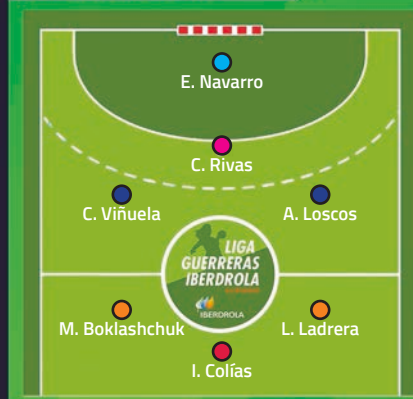 E. Navarro
C. Rivas
C. Viñuela
A. Loscos
LIGA
GUERRERAS
IBERDROLA
IBERDROLA
M. Boklashchuk
L. Ladrera
I. Colías